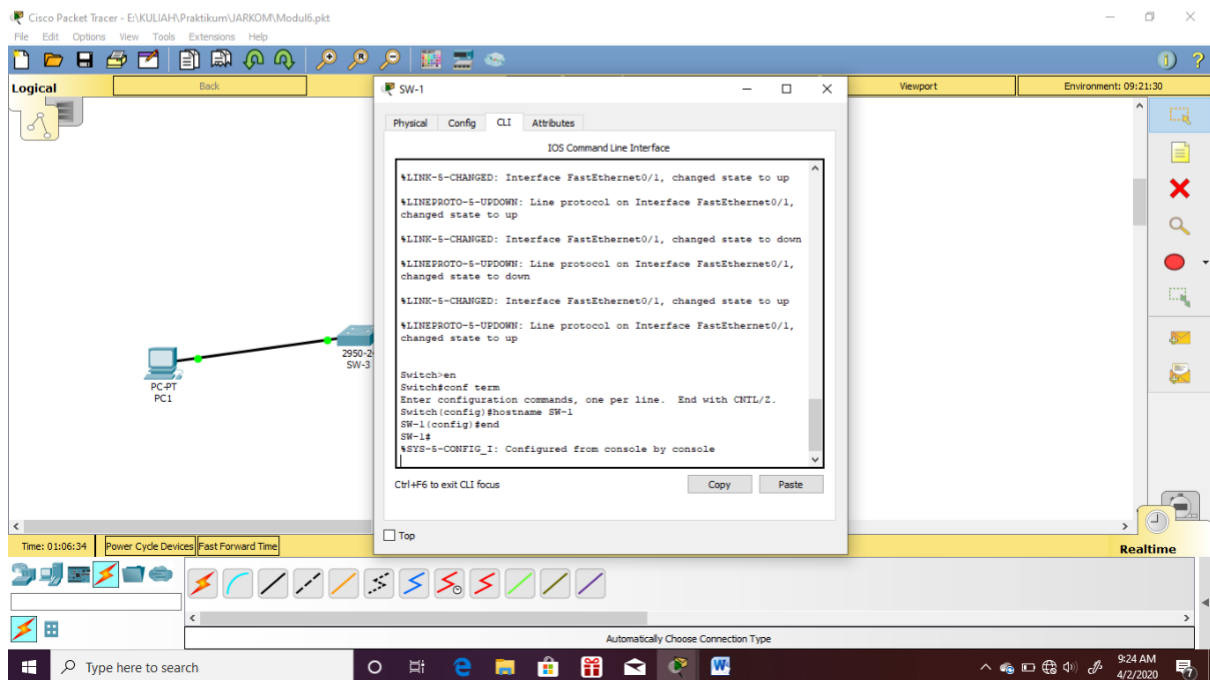 Cisco Packet Tracer - E:\KULIAH\Praktikum\JARKOM\Modul6.pkt
File Edit Options View Tools Extensions Help
Logical
Back
Viewport
Environment: 09:21:30
SW-1
Physical Config CLI Attributes
IOS Command Line Interface
%LINK-5-CHANGED: Interface FastEthernet0/1, changed state to up
%LINEPROTO-5-UPDOWN: Line protocol on Interface FastEthernet0/1,
changed state to up
%LINK-5-CHANGED: Interface FastEthernet0/1, changed state to down
%LINEPROTO-5-UPDOWN: Line protocol on Interface FastEthernet0/1,
changed state to down
%LINK-5-CHANGED: Interface FastEthernet0/1, changed state to up
%LINEPROTO-5-UPDOWN: Line protocol on Interface FastEthernet0/1,
changed state to up
Switch>en
Switch#conf term
Enter configuration commands, one per line. End with CNTL/Z.
Switch(config)#hostname SW-1
SW-1(config)#end
SW-1#
%SYS-5-CONFIG_I: Configured from console by console
Ctrl+F6 to exit CLI focus
Copy
Paste
Top
2950-2
SW-3
PC-PT
PC1
Time: 01:06:34
Power Cycle Devices
Fast Forward Time
Realtime
Automatically Choose Connection Type
Type here to search
9:24 AM
4/2/2020
7